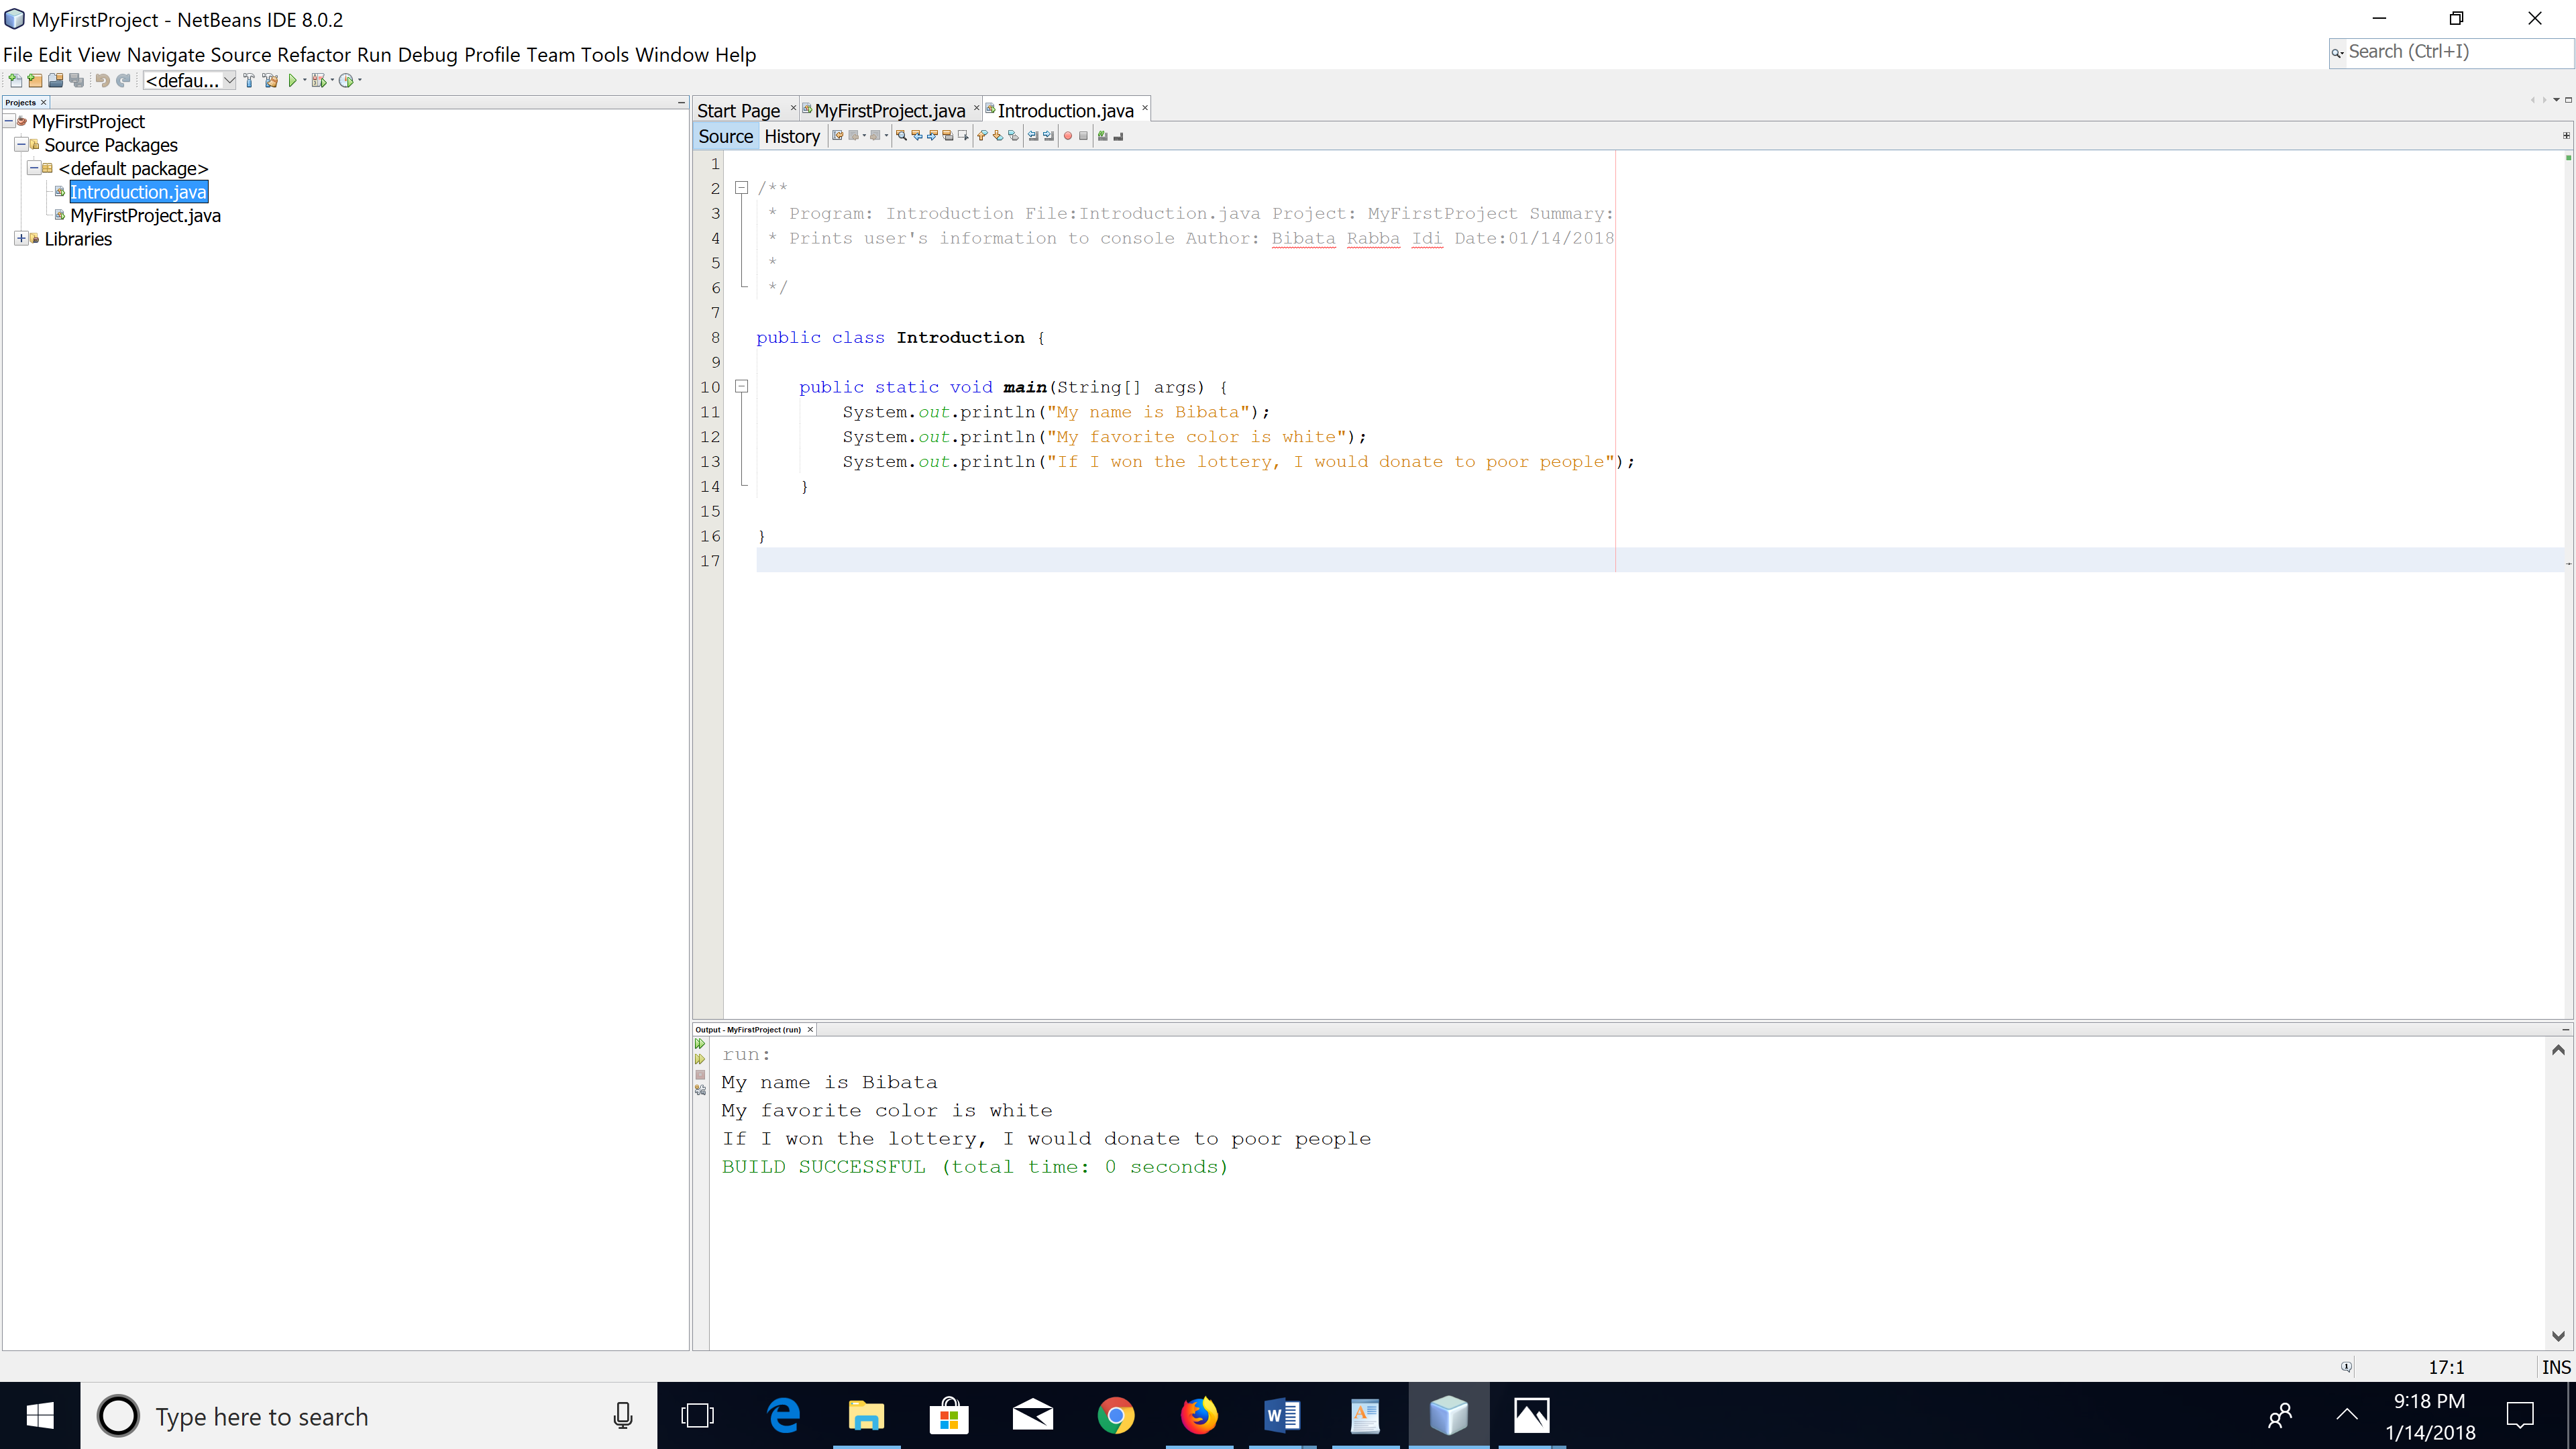 MyFirstProject - NetBeans IDE 8.0.2
File Edit View Navigate Source Refactor Run Debug Profile Team Tools Window Help
Search (Ctrl+I)
<defau...
Projects
MyFirstProject
Source Packages
<default package>
Introduction.java
MyFirstProject.java
Libraries
Start Page MyFirstProject.java Introduction.java
Source History
1
2 /**
3 * Program: Introduction File:Introduction.java Project: MyFirstProject Summary:
4 * Prints user's information to console Author: Bibata Rabba Idi Date:01/14/2018
5 *
6 */
7
8 public class Introduction {
9
10 public static void main(String[] args) {
11 System.out.println("My name is Bibata");
12 System.out.println("My favorite color is white");
13 System.out.println("If I won the lottery, I would donate to poor people");
14 }
15
16 }
17
Output - MyFirstProject (run)
run:
My name is Bibata
My favorite color is white
If I won the lottery, I would donate to poor people
BUILD SUCCESSFUL (total time: 0 seconds)
17:1 INS
Type here to search
9:18 PM
1/14/2018